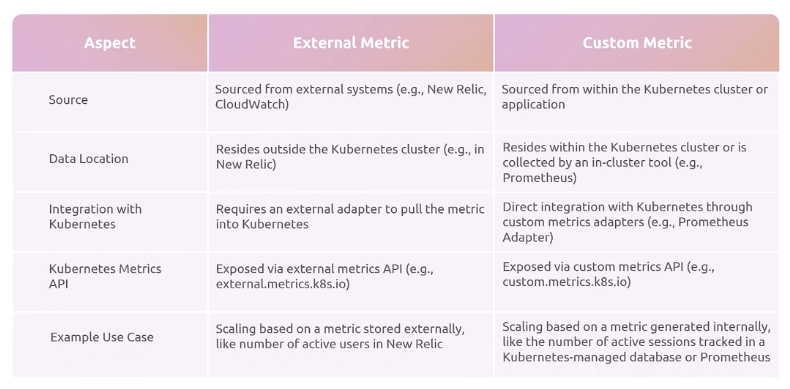 Aspect
External Metric
Custom Metric
Source
Sourced from external systems (e.g., New Relic,
CloudWatch)
Sourced from within the Kubernetes cluster or
application
Data Location
Resides outside the Kubernetes cluster (e.g., in
New Relic)
Resides within the Kubernetes cluster or is
collected by an in-cluster tool (e.g.,
Prometheus)
Integration with
Kubernetes
Requires an external adapter to pull the metric
into Kubernetes
Direct integration with Kubernetes through
custom metrics adapters (e.g., Prometheus
Adapter)
Kubernetes Metrics
API
Exposed via external metrics API (e.g.,
external.metrics.k8s.io)
Exposed via custom metrics API (e.g.,
custom.metrics.k8s.io)
Example Use Case
Scaling based on a metric stored externally,
like number of active users in New Relic
Scaling based on a metric generated internally,
like the number of active sessions tracked in a
Kubernetes-managed database or Prometheus